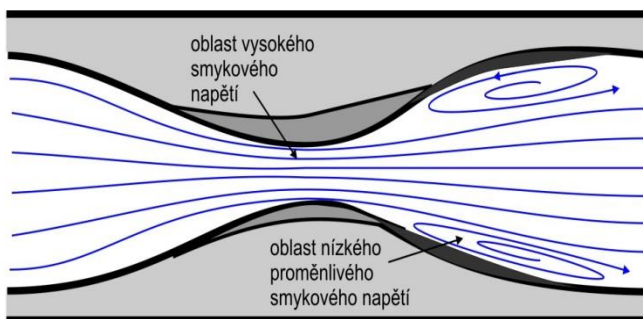 oblast vysokého
smykového
napětí
oblast nízkého
proměnlivého
smykového napětí